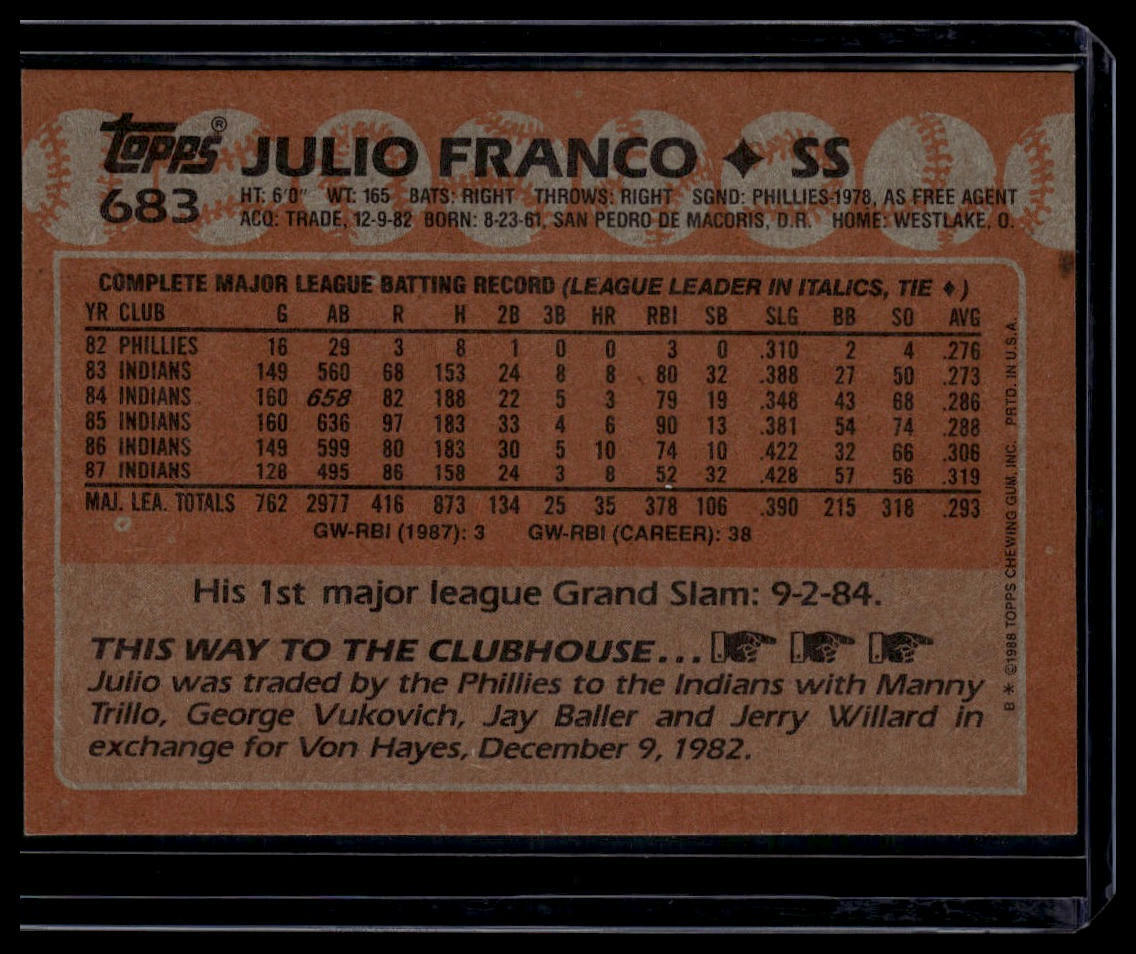 Topps® JULIO FRANCO ✦ SS
683
HT: 6'0" WT: 165 BATS: RIGHT THROWS: RIGHT SGND: PHILLIES-1978, AS FREE AGENT
ACQ: TRADE, 12-9-82 BORN: 8-23-61, SAN PEDRO DE MACORIS, D.R. HOME: WESTLAKE, O.
COMPLETE MAJOR LEAGUE BATTING RECORD (LEAGUE LEADER IN ITALICS, TIE ♦)
YR CLUB G AB R H 2B 3B HR RBI SB SLG BB SO AVG
82 PHILLIES 16 29 3 8 1 0 0 3 0 .310 2 4 .276
83 INDIANS 149 560 68 153 24 8 8 80 32 .388 27 50 .273
84 INDIANS 160 658 82 188 22 5 3 79 19 .348 43 68 .286
85 INDIANS 160 636 97 183 33 4 6 90 13 .381 54 74 .288
86 INDIANS 149 599 80 183 30 5 10 74 10 .422 32 66 .306
87 INDIANS 128 495 86 158 24 3 8 52 32 .428 57 56 .319
MAJ. LEA. TOTALS 762 2977 416 873 134 25 35 378 106 .390 215 318 .293
GW-RBI (1987): 3 GW-RBI (CAREER): 38
His 1st major league Grand Slam: 9-2-84.
THIS WAY TO THE CLUBHOUSE...
Julio was traded by the Phillies to the Indians with Manny
Trillo, George Vukovich, Jay Baller and Jerry Willard in
exchange for Von Hayes, December 9, 1982.
B * ©1988 TOPPS CHEWING GUM, INC. PRTD. IN U.S.A.